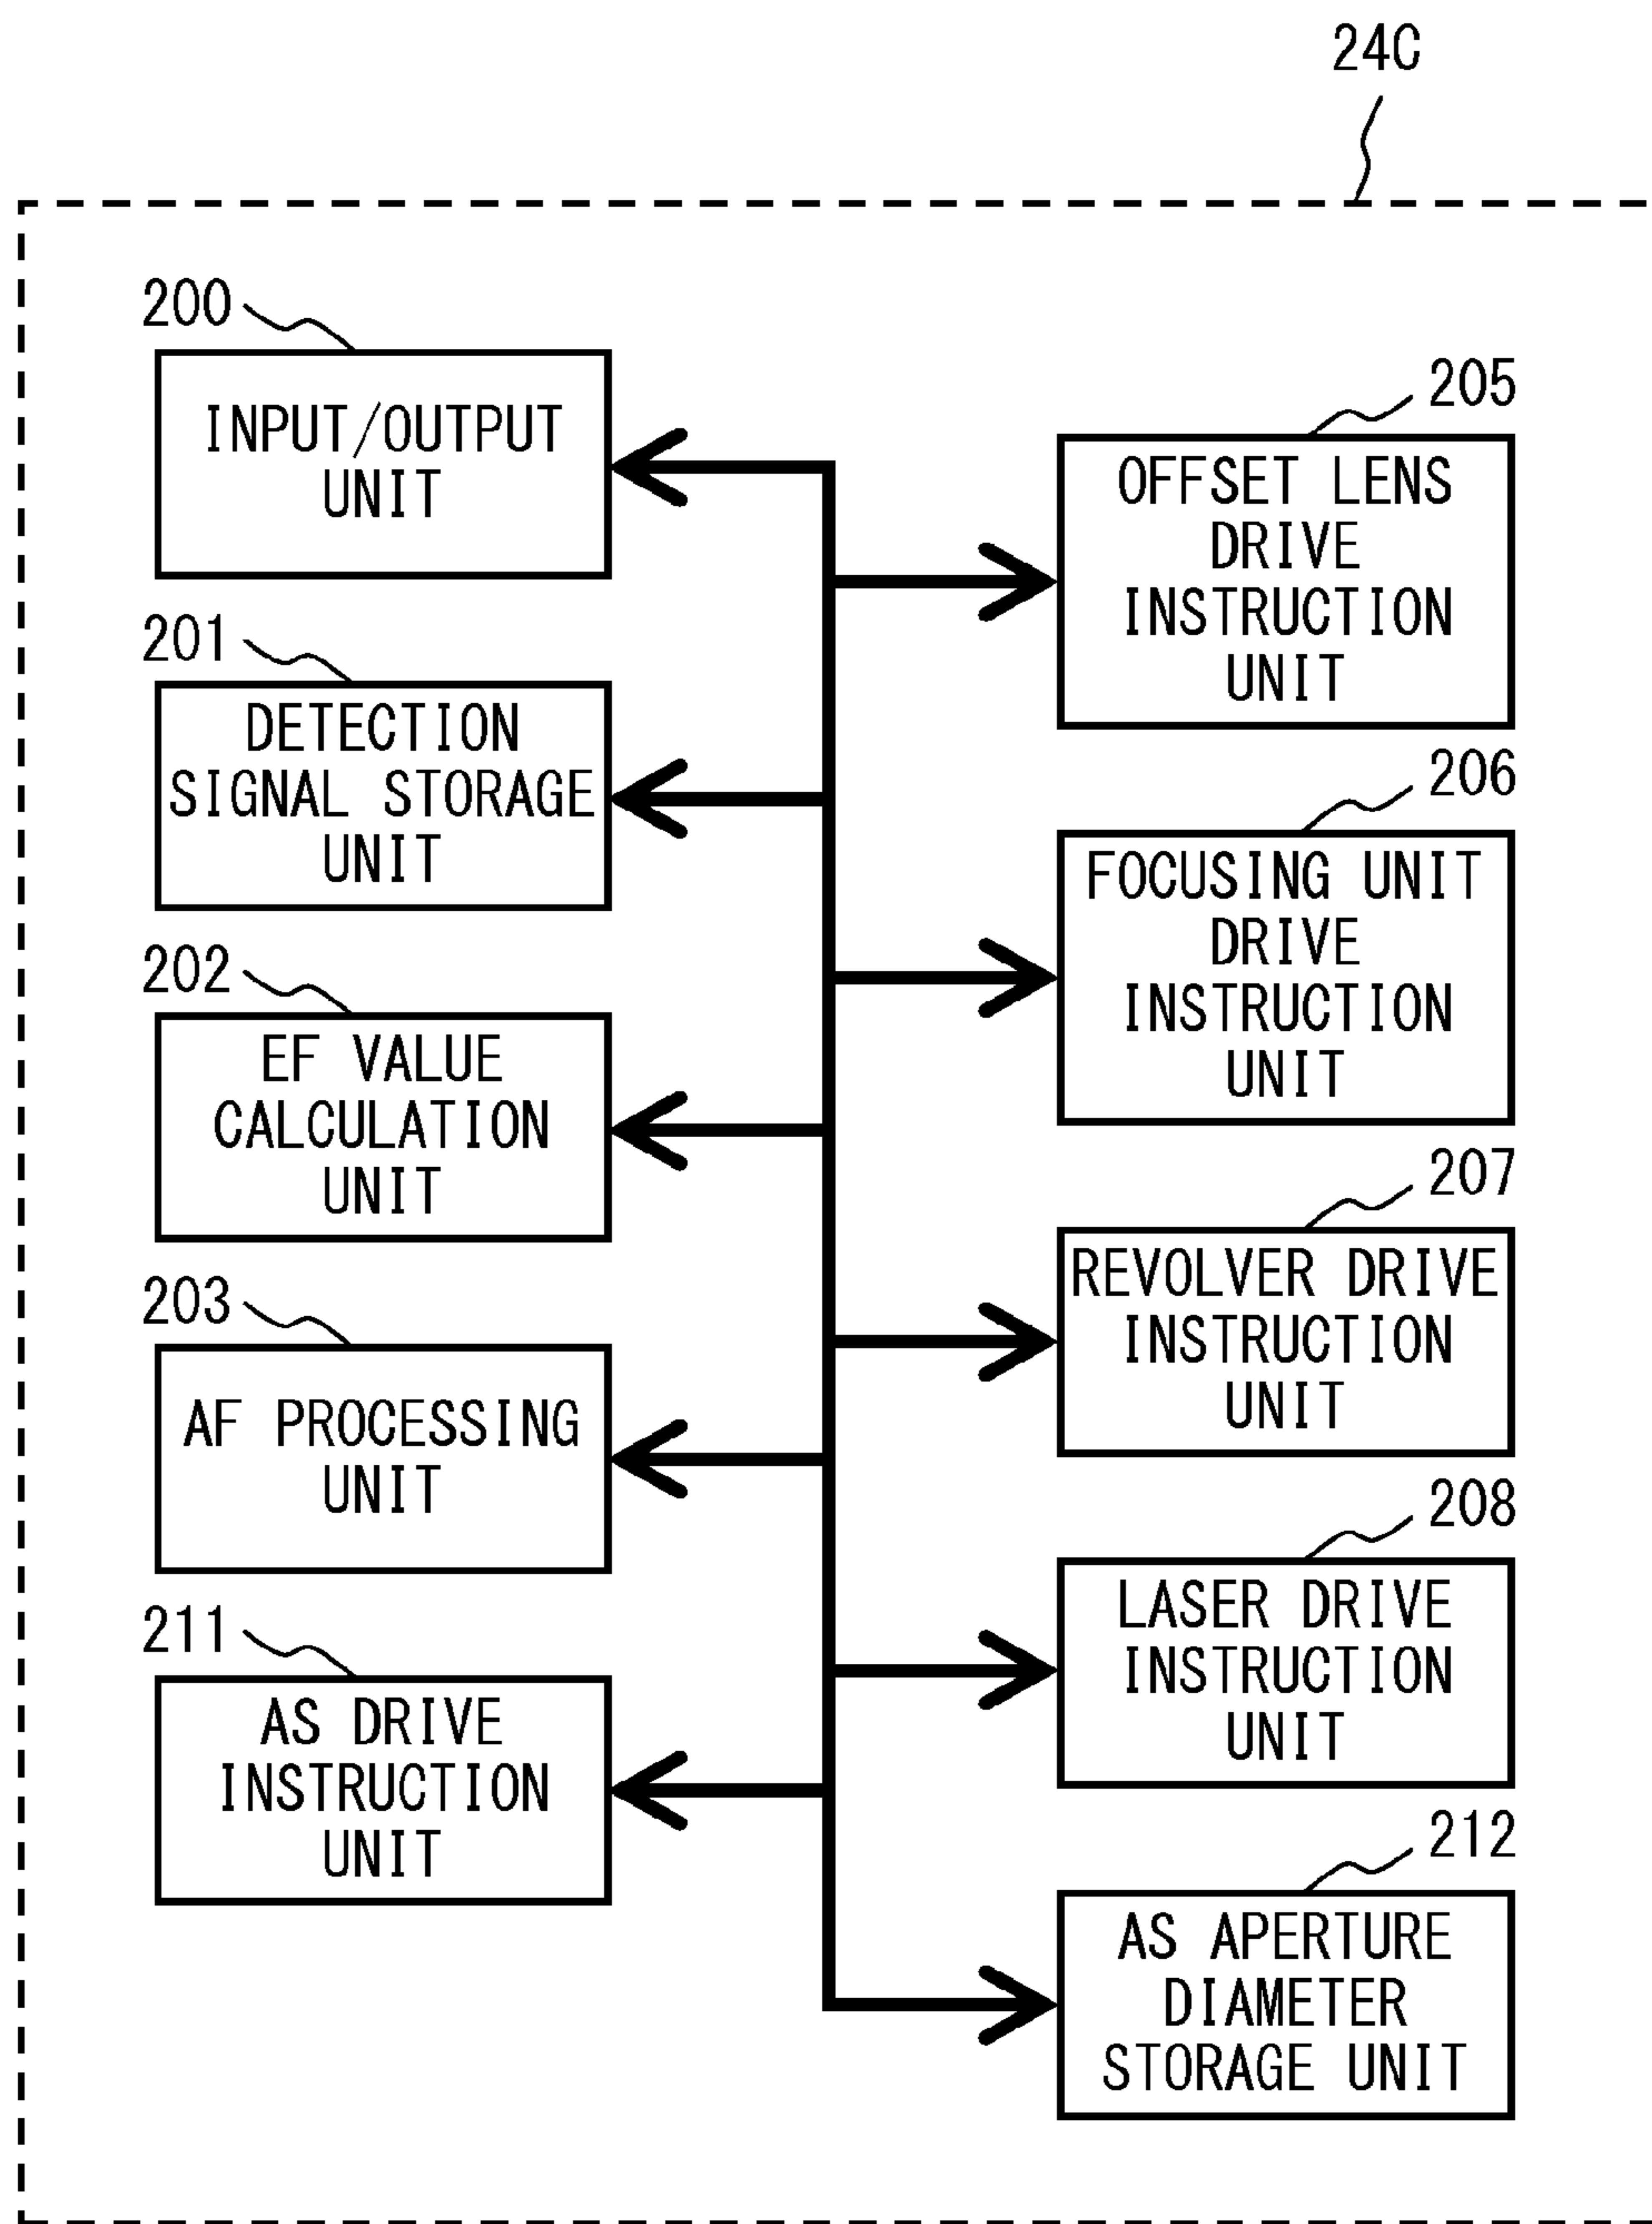 24C
200
INPUT/OUTPUT
UNIT
201
DETECTION
SIGNAL STORAGE
UNIT
202
EF VALUE
CALCULATION
UNIT
203
AF PROCESSING
UNIT
211
AS DRIVE
INSTRUCTION
UNIT
205
OFFSET LENS
DRIVE
INSTRUCTION
UNIT
206
FOCUSING UNIT
DRIVE
INSTRUCTION
UNIT
207
REVOLVER DRIVE
INSTRUCTION
UNIT
208
LASER DRIVE
INSTRUCTION
UNIT
212
AS APERTURE
DIAMETER
STORAGE UNIT